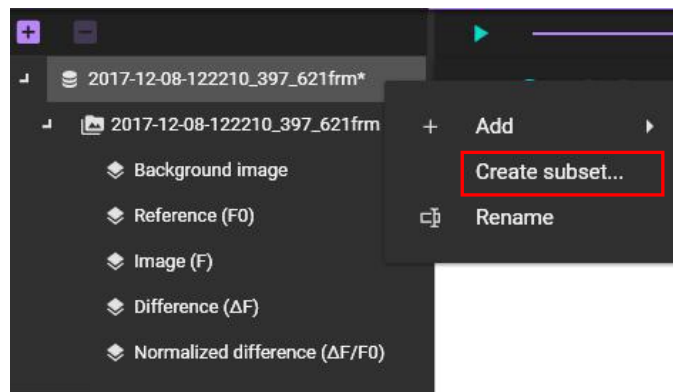 2017-12-08-122210_397_621frm*
2017-12-08-122210_397_621frm
Background image
Reference (F0)
Image (F)
Difference (ΔF)
Normalized difference (ΔF/F0)
Add
Create subset...
Rename